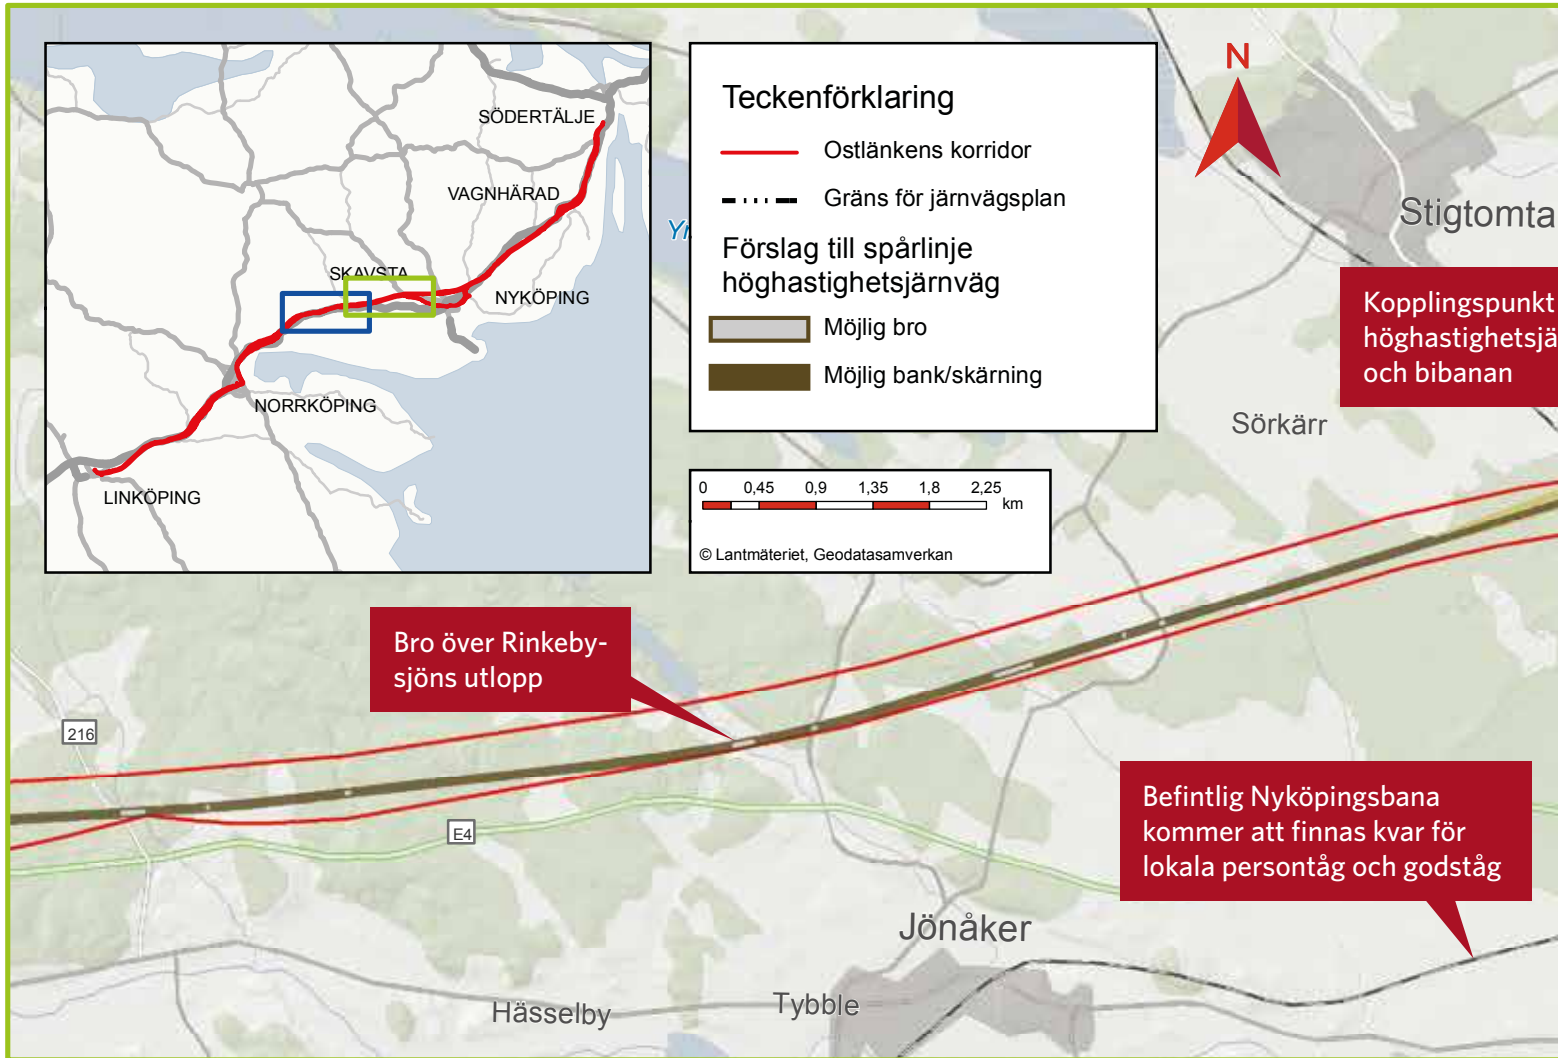 SÖDERTÄLJE
VAGNHÄRAD
SKAVSTA
NYKÖPING
NORRKÖPING
LINKÖPING
Teckenförklaring
Ostlänkens korridor
Gräns för järnvägsplan
Förslag till spårlinje
höghastighetsjärnväg
Möjlig bro
Möjlig bank/skärning
0 0,45 0,9 1,35 1,8 2,25
km
© Lantmäteriet, Geodatasamverkan
N
Stigtomta
Kopplingspunkt
och bibanan
Sörkärr
Bro över Rinkeby-
sjöns utlopp
216
E4
Befintlig Nyköpingsbana
kommer att finnas kvar för
lokala persontåg och godståg
Jönåker
Tybble
Hässelby